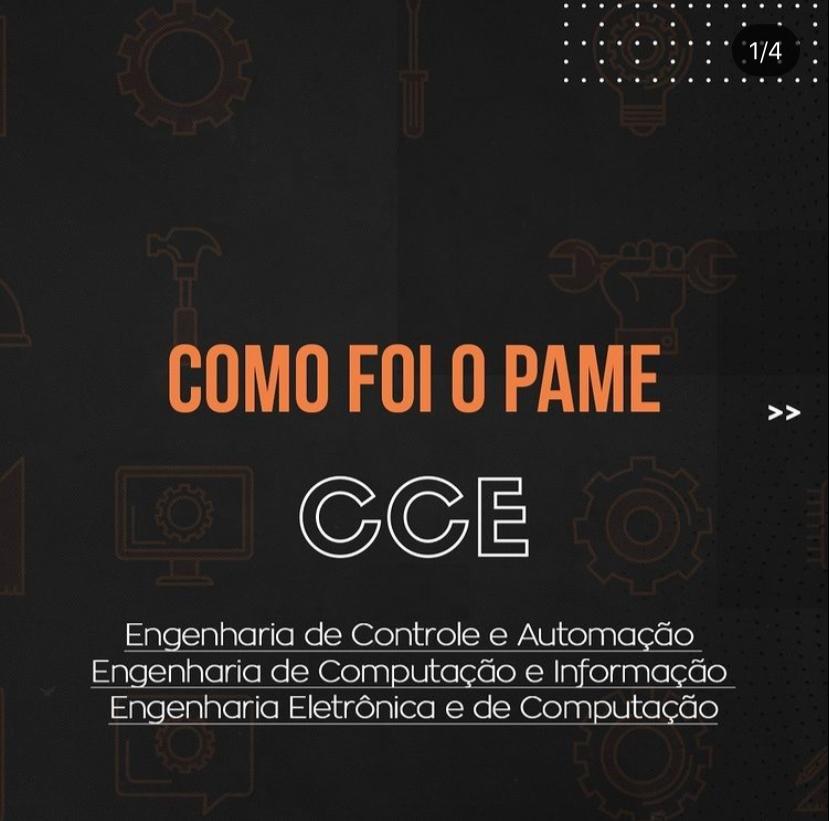 1/4
COMO FOI O PAME
>>
CCE
Engenharia de Controle e Automação
Engenharia de Computação e Informação
Engenharia Eletrônica e de Computação